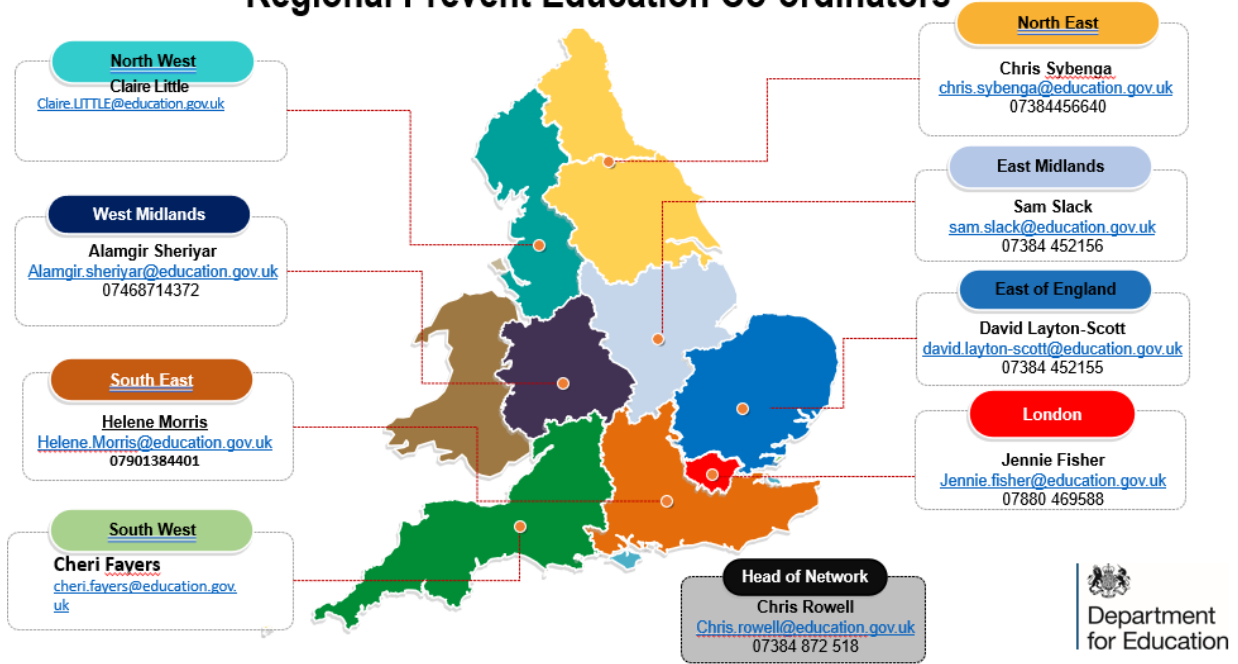 Regional Prevent Education Co-ordinators
North West
Claire Little
Claire.LITTLE@education.gov.uk
West Midlands
Alamgir Sheriyar
Alamgir.sheriyar@education.gov.uk
07468714372
South East
Helene Morris
Helene.Morris@education.gov.uk
07901384401
South West
Cheri Fayers
cheri.fayers@education.gov.
uk
North East
Chris Sybenga
chris.sybenga@education.gov.uk
07384456640
East Midlands
Sam Slack
sam.slack@education.gov.uk
07384 452156
East of England
David Layton-Scott
david.layton-scott@education.gov.uk
07384 452155
London
Jennie Fisher
Jennie.fisher@education.gov.uk
07880 469588
Head of Network
Chris Rowell
Chris.rowell@education.gov.uk
07384 872 518
Department
for Education